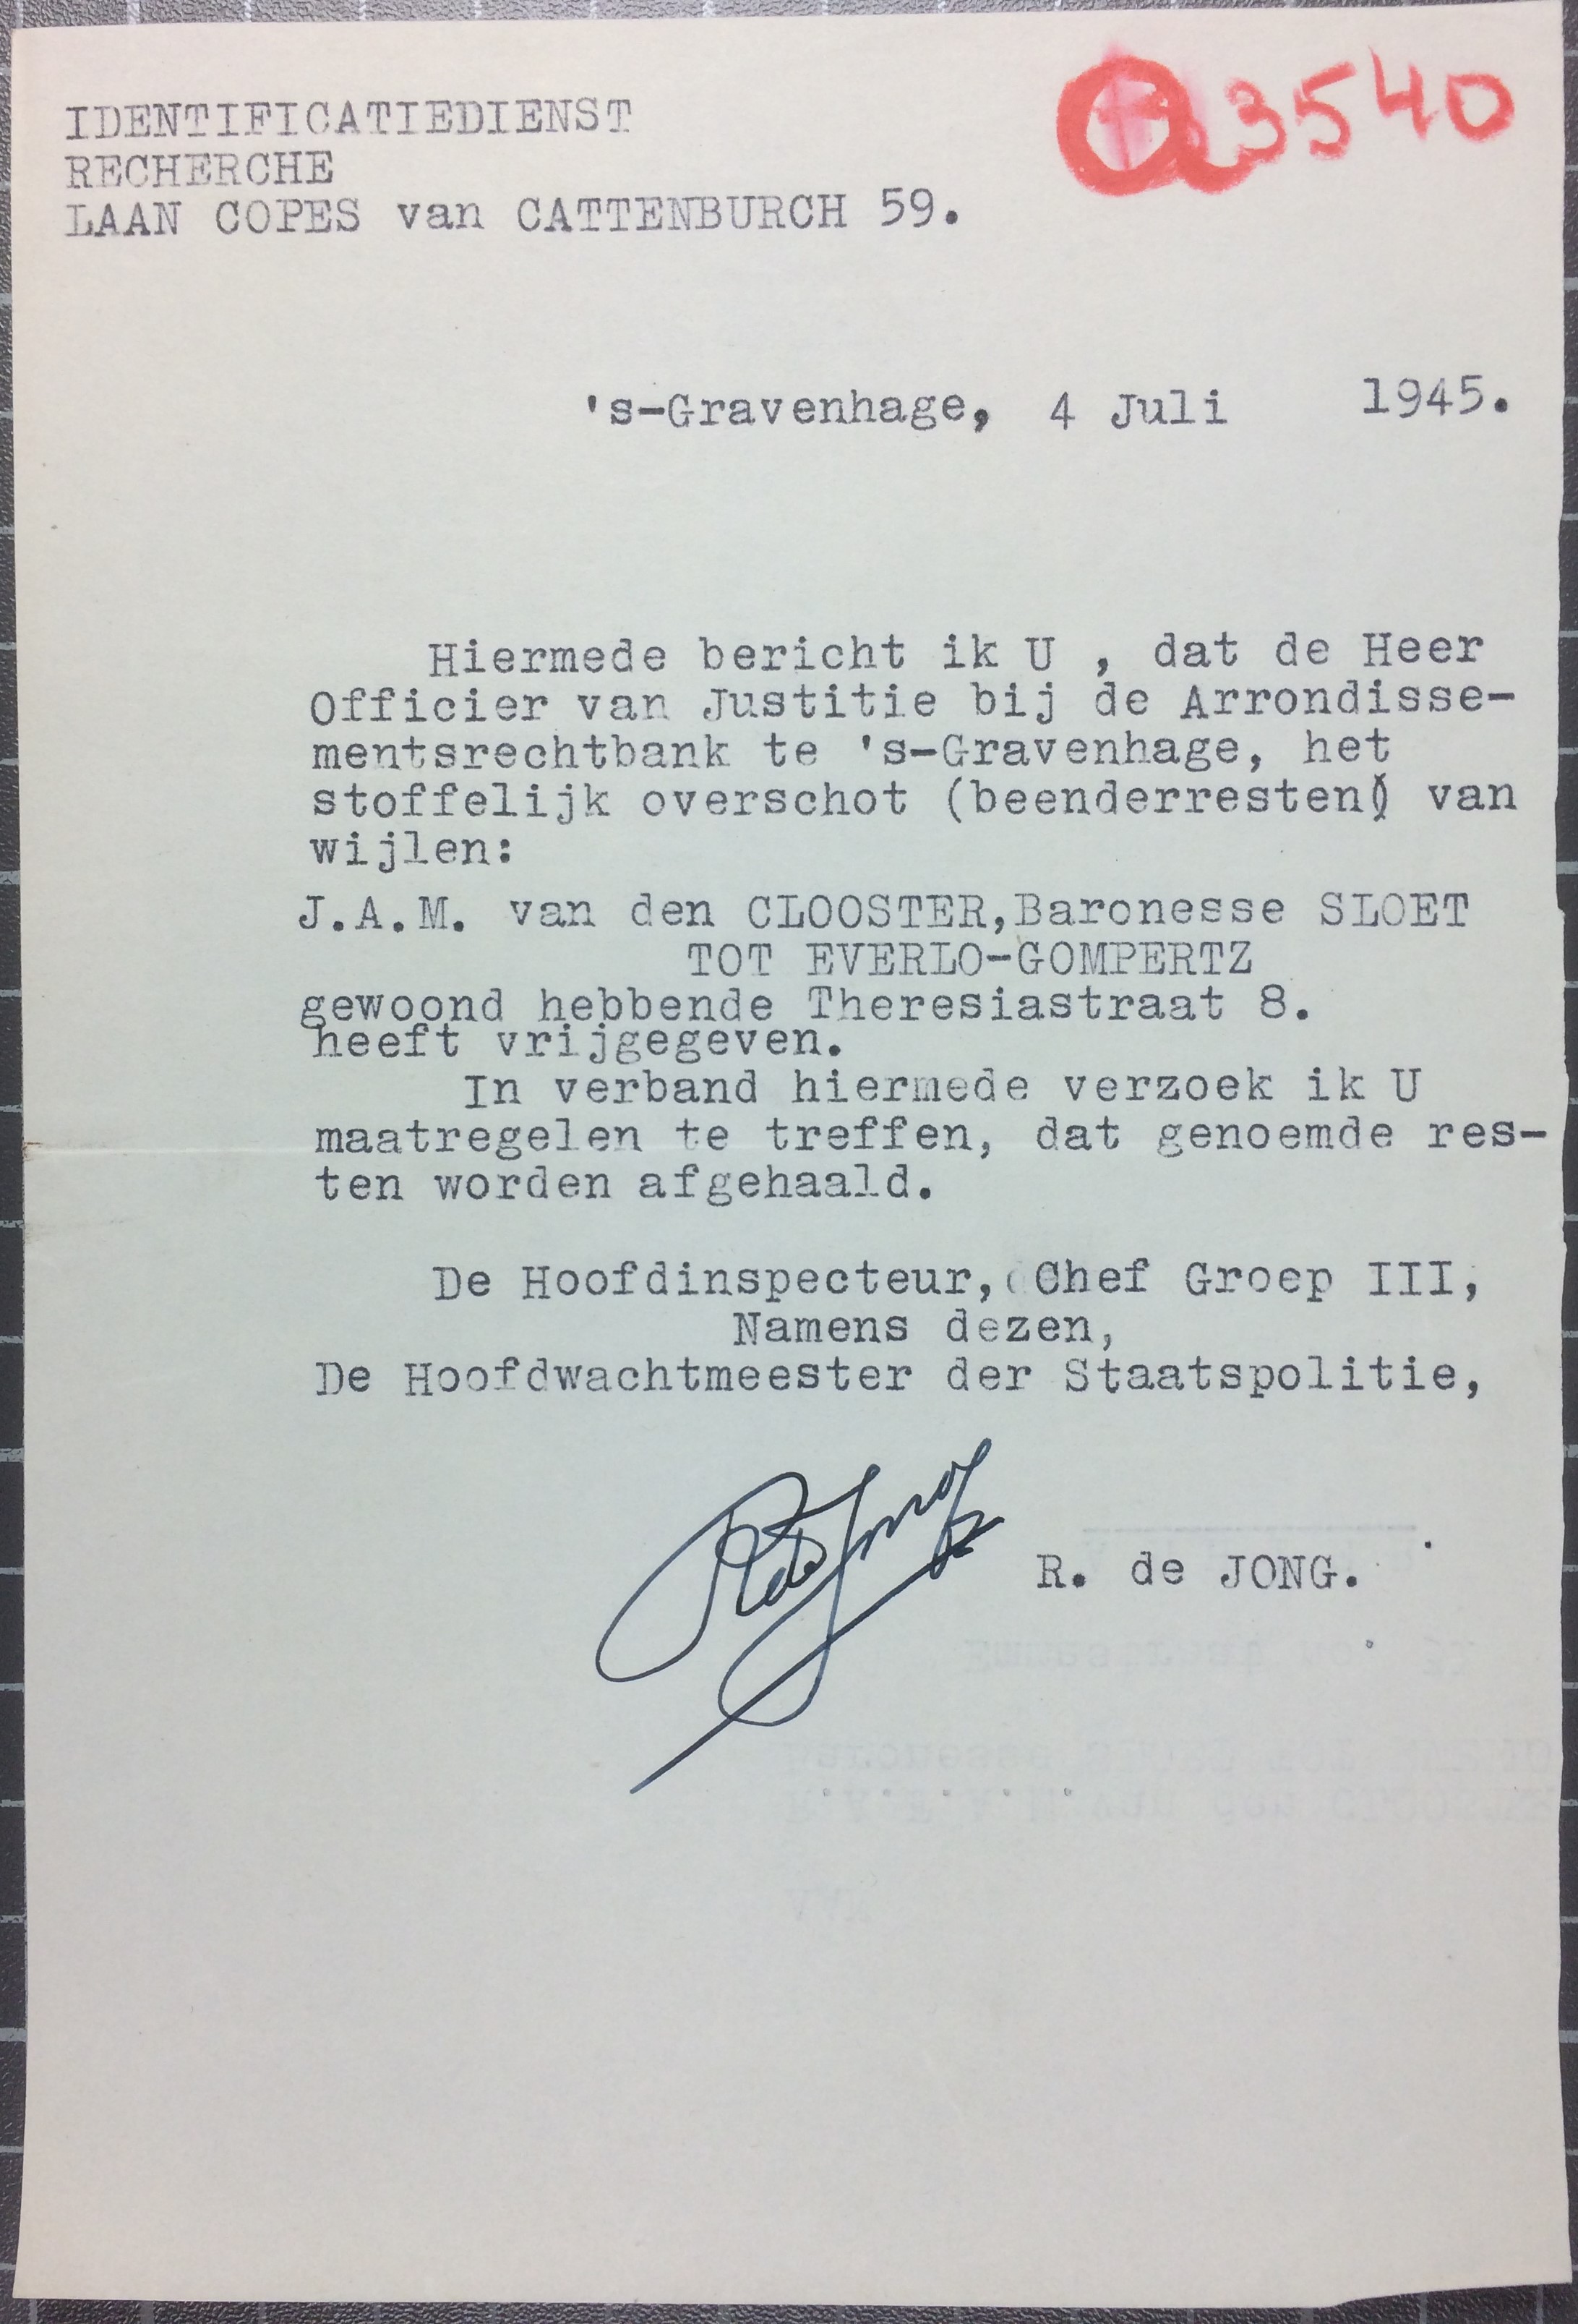 3540
IDENTIFICATIEDIENST
RECHERCHE
LAAN COPES van CATTENBURCH 59.
's-Gravenhage, 4 Juli 1945.
Hiermede bericht ik U , dat de Heer
Officier van Justitie bij de Arrondisse-
mentsrechtbank te 's-Gravenhage, het
stoffelijk overschot (beenderresten) van
wijlen:
J.A.M. van den CLOOSTER,Baronesse SLOET
TOT EVERLO-GOMPERTZ
gewoond hebbende Theresiastraat 8.
heeft vrijgegeven.
In verband hiermede verzoek ik U
maatregelen te treffen, dat genoemde res-
ten worden afgehaald.
De Hoofdinspecteur, Chef Groep III,
Namens dezen,
De Hoofdwachtmeester der Staatspolitie,
RdeJong
R. de JONG.